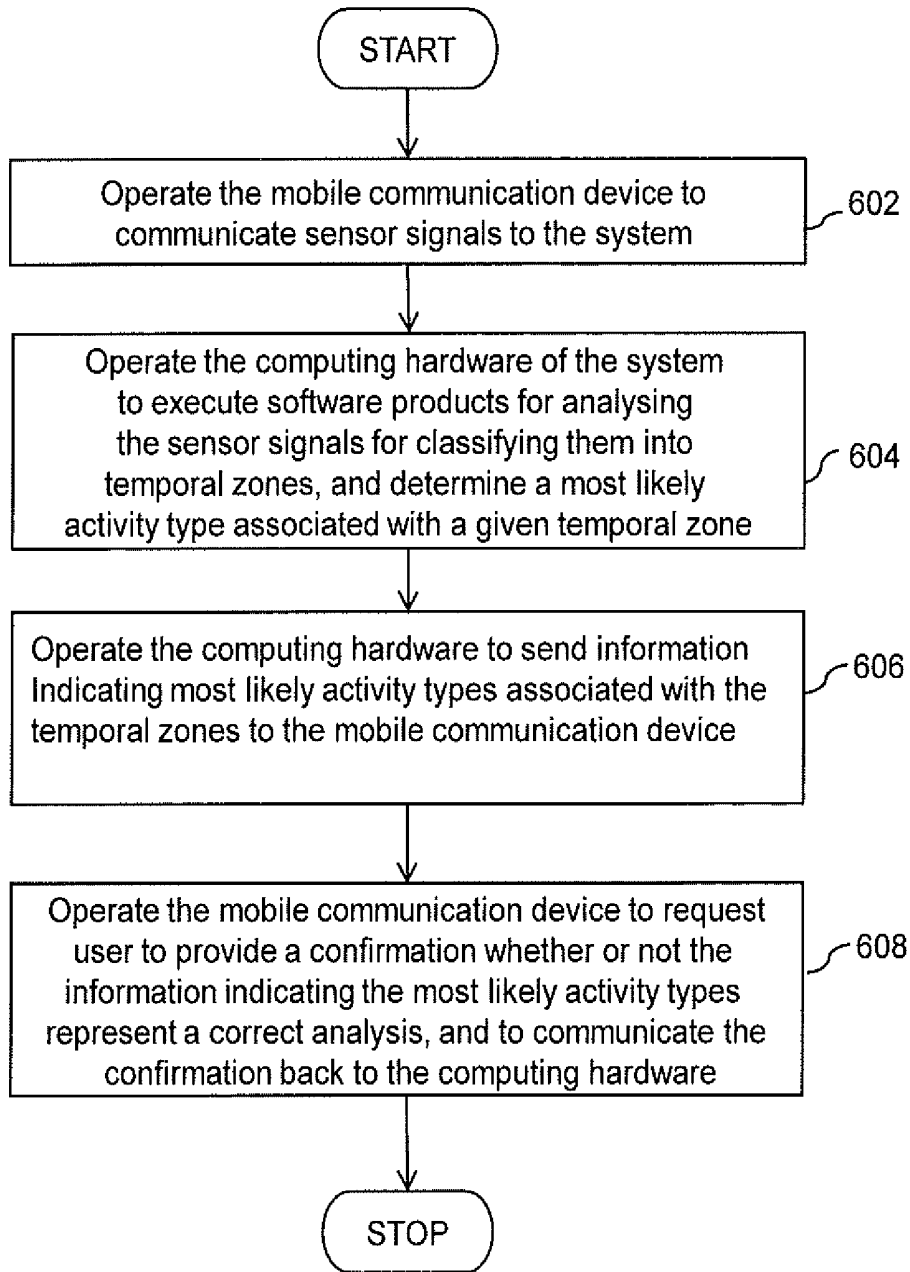 START
Operate the mobile communication device to
communicate sensor signals to the system
602
Operate the computing hardware of the system
to execute software products for analysing
the sensor signals for classifying them into
temporal zones, and determine a most likely
activity type associated with a given temporal zone
604
Operate the computing hardware to send information
Indicating most likely activity types associated with the
temporal zones to the mobile communication device
606
Operate the mobile communication device to request
user to provide a confirmation whether or not the
information indicating the most likely activity types
represent a correct analysis, and to communicate the
confirmation back to the computing hardware
608
STOP